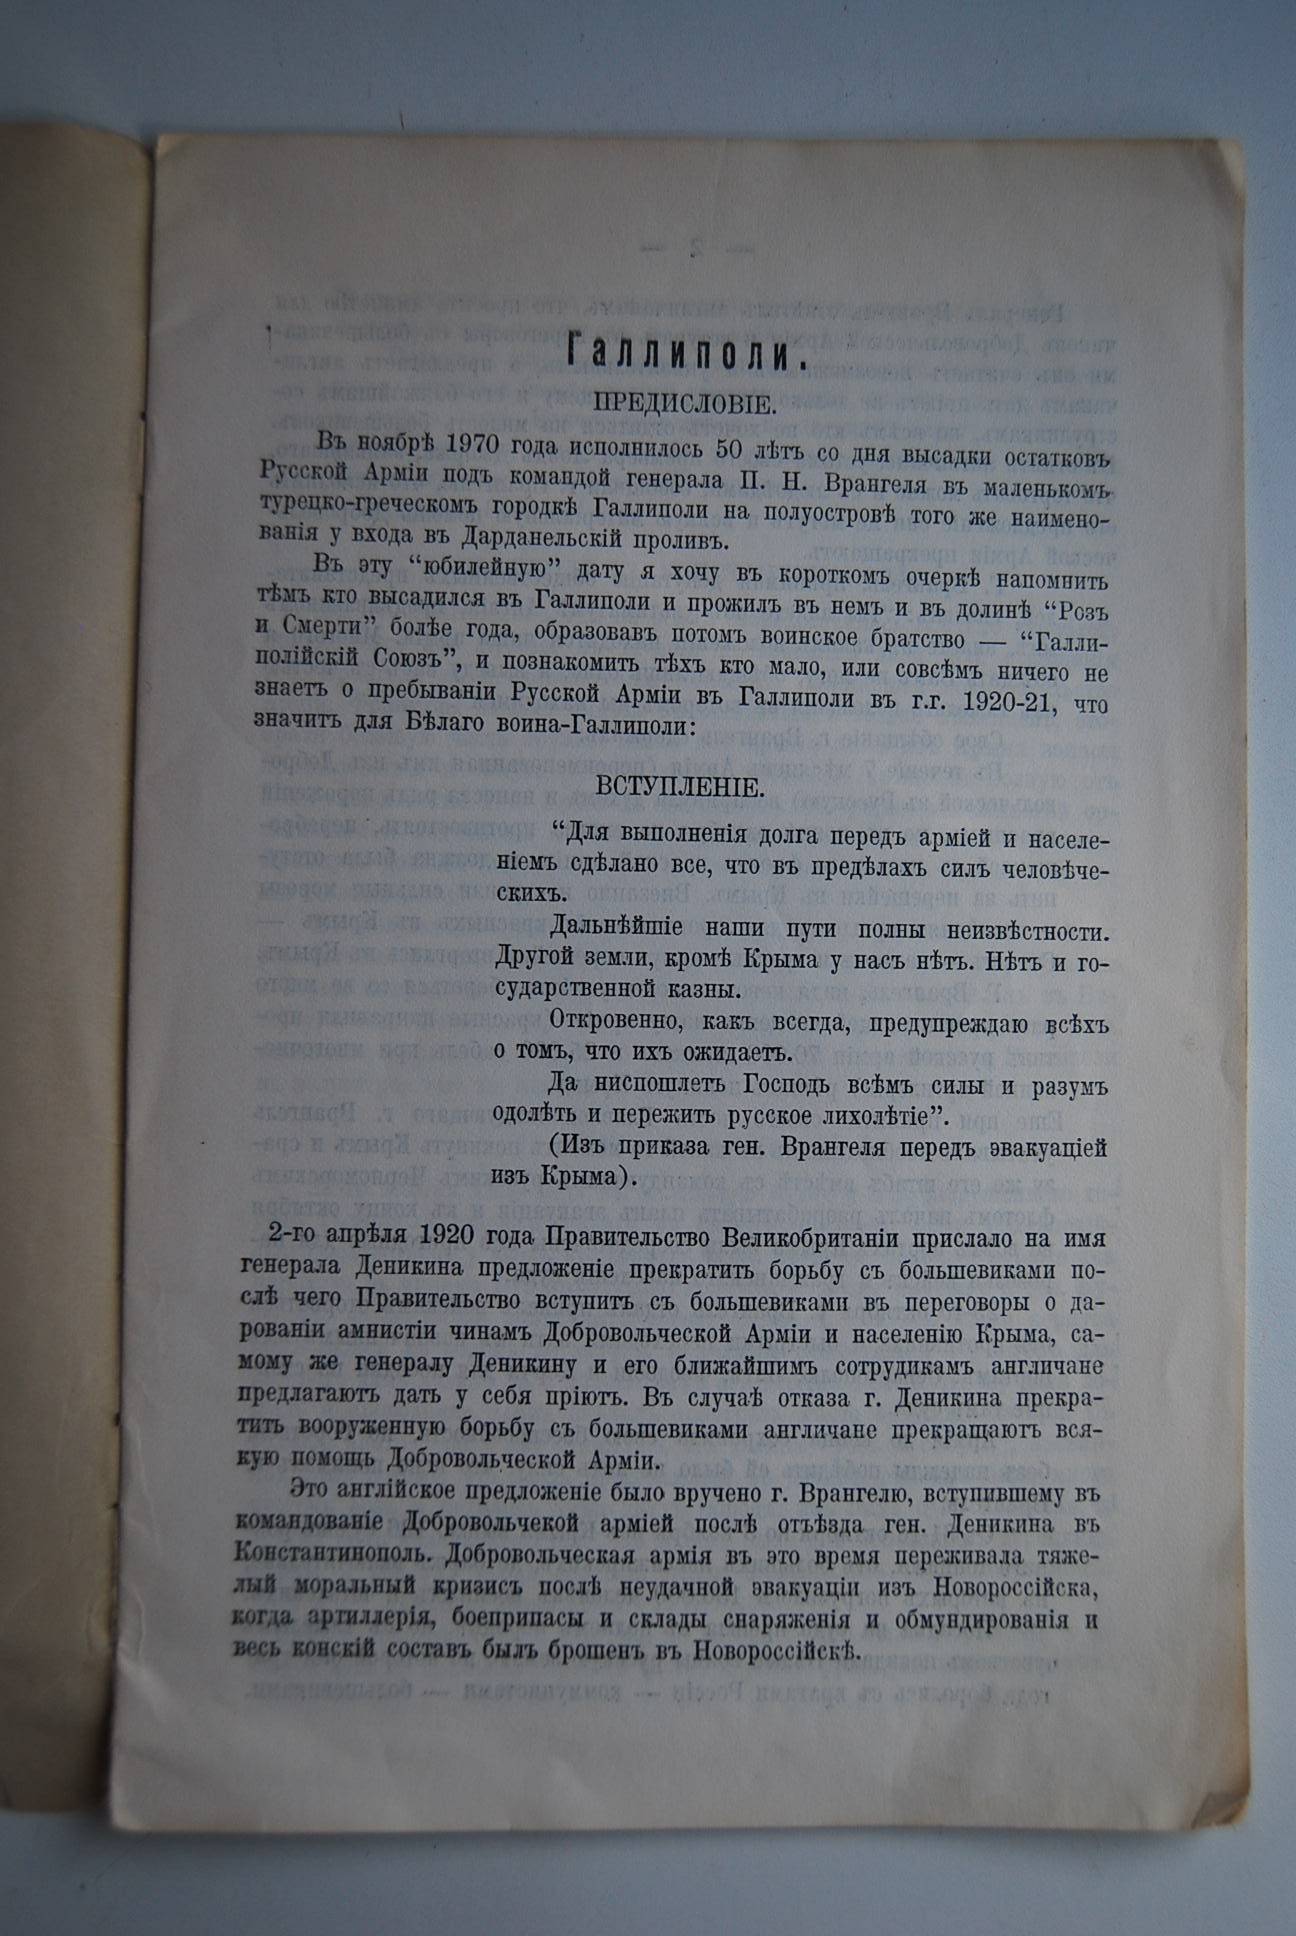 Галлиполи.
ПРЕДИСЛОВІЕ.
Въ ноябрѣ 1970 года исполнилось 50 лѣтъ со дня высадки остатковъ
Русской Арміи подъ командой генерала П. Н. Врангеля въ маленькомъ
турецко-греческомъ городкѣ Галлиполи на полуостровѣ того же наимено-
ванія у входа въ Дарданельскій проливъ.
Въ эту “юбилейную” дату я хочу въ короткомъ очеркѣ напомнить
тѣмъ кто высадился въ Галлиполи и прожилъ въ немъ и въ долинѣ “Розъ
и Смерти” болѣе года, образовавъ потомъ воинское братство — “Галли-
полійскій Союзъ”, и познакомить тѣхъ кто мало, или совсѣмъ ничего не
знаетъ о пребываніи Русской Арміи въ Галлиполи въ г.г. 1920-21, что
значитъ для Бѣлаго воина-Галлиполи:
ВСТУПЛЕНІЕ.
“Для выполненія долга передъ арміей и населе-
ніемъ сдѣлано все, что въ предѣлахъ силъ человѣче-
скихъ.
Дальнѣйшіе наши пути полны неизвѣстности.
Другой земли, кромѣ Крыма у насъ нѣтъ. Нѣтъ и го-
сударственной казны.
Откровенно, какъ всегда, предупреждаю всѣхъ
о томъ, что ихъ ожидаетъ.
Да ниспошлетъ Господь всѣмъ силы и разумъ
одолѣть и пережить русское лихолѣтіе”.
(Изъ приказа ген. Врангеля передъ эвакуаціей
изъ Крыма).
2-го апрѣля 1920 года Правительство Великобританіи прислало на имя
генерала Деникина предложеніе прекратить борьбу съ большевиками по-
слѣ чего Правительство вступитъ съ большевиками въ переговоры о да-
рованіи амнистіи чинамъ Добровольческой Арміи и населенію Крыма, са-
мому же генералу Деникину и его ближайшимъ сотрудикамъ англичане
предлагаютъ дать у себя пріютъ. Въ случаѣ отказа г. Деникина прекра-
тить вооруженную борьбу съ большевиками англичане прекращаютъ вся-
кую помощь Добровольческой Арміи.
Это англійское предложеніе было вручено г. Врангелю, вступившему въ
командованіе Добровольчекой арміей послѣ отъѣзда ген. Деникина въ
Константинополь. Добровольческая армія въ это время переживала тяже-
лый моральный кризисъ послѣ неудачной эвакуаціи изъ Новороссійска,
когда артиллерія, боеприпасы и склады снаряженія и обмундированія и
весь конскій составъ былъ брошенъ въ Новороссійскѣ.